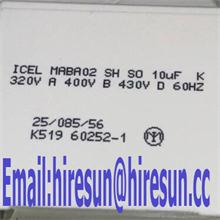 ICEL MABA02 SH SO 10uF K
320V A 400V B 430V D 60HZ
25/085/56
K519 60252-1
Email:hiresun@hiresun.cc